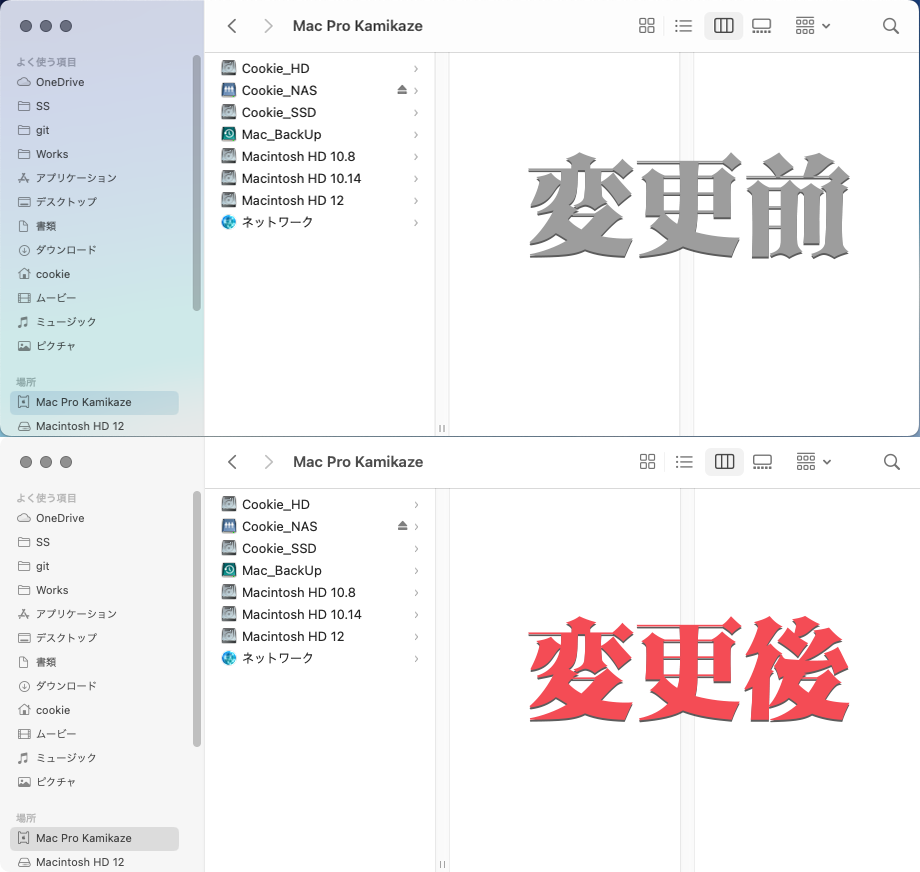 Mac Pro Kamikaze
よく使う項目
OneDrive
SS
git
Works
アプリケーション
デスクトップ
書類
ダウンロード
cookie
ムービー
ミュージック
ピクチャ
場所
Mac Pro Kamikaze
Macintosh HD 12
Cookie_HD
Cookie_NAS
Cookie_SSD
Mac_BackUp
Macintosh HD 10.8
Macintosh HD 10.14
Macintosh HD 12
ネットワーク
変更前
Mac Pro Kamikaze
よく使う項目
OneDrive
SS
git
Works
アプリケーション
デスクトップ
書類
ダウンロード
cookie
ムービー
ミュージック
ピクチャ
場所
Mac Pro Kamikaze
Macintosh HD 12
Cookie_HD
Cookie_NAS
Cookie_SSD
Mac_BackUp
Macintosh HD 10.8
Macintosh HD 10.14
Macintosh HD 12
ネットワーク
変更後